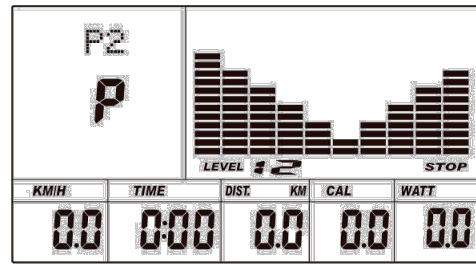 P2
P
LEVEL 12 STOP
KM/H TIME DIST. KM CAL WATT
0.0 0:00 0.0 0.0 0.0